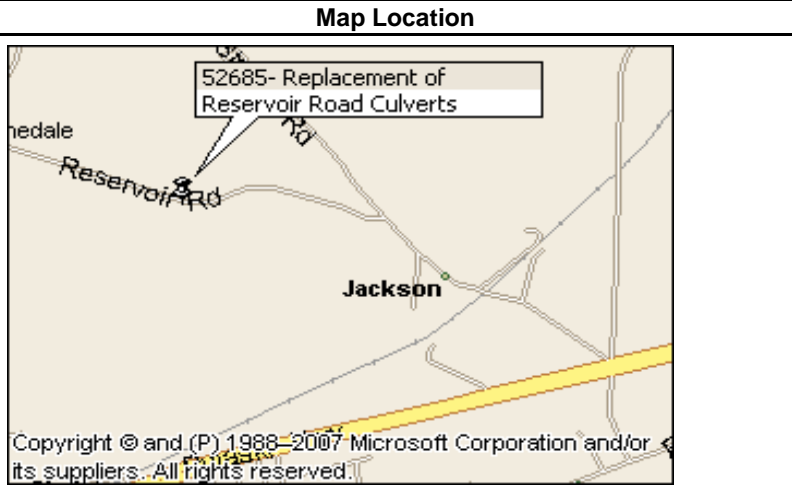 Map Location
Rd
52685- Replacement of
Reservoir Road Culverts
nedale
Reservoir Rd
Jackson
Copyright © and (P) 1988–2007 Microsoft Corporation and/or
its suppliers. All rights reserved.